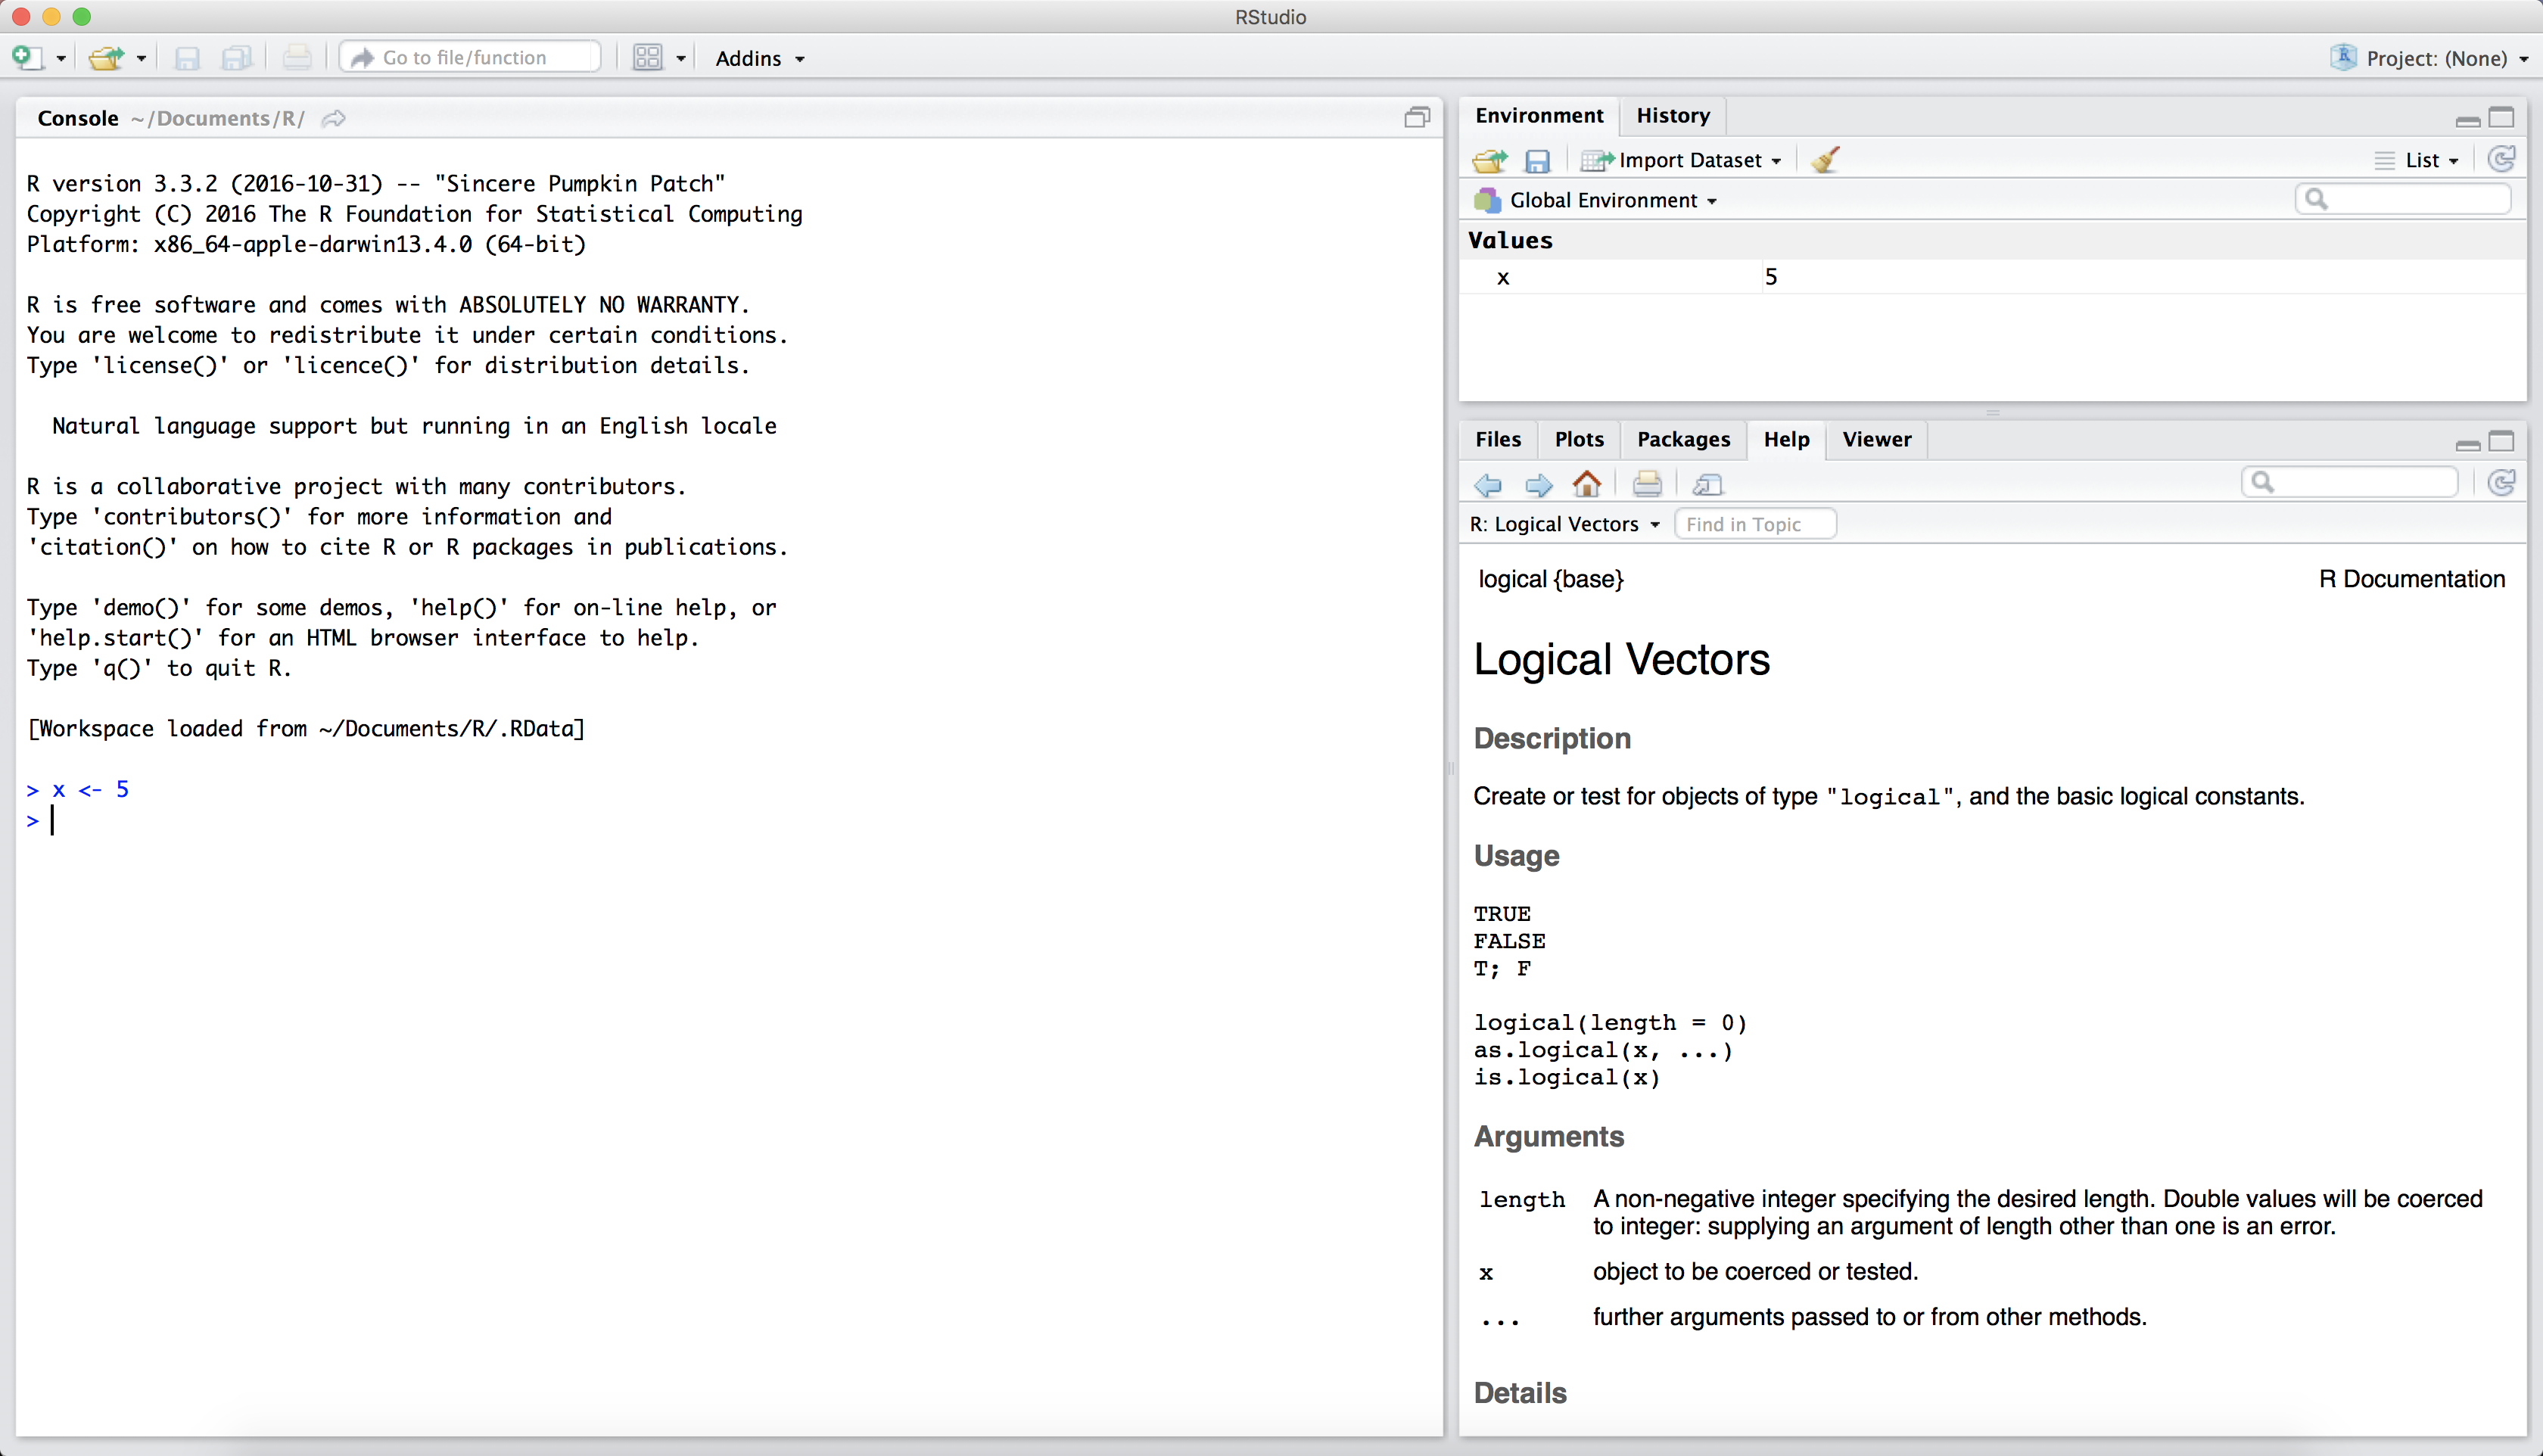 RStudio
Go to file/function
Addins
Project: (None)
Console ~/Documents/R/
R version 3.3.2 (2016-10-31) -- "Sincere Pumpkin Patch"
Copyright (C) 2016 The R Foundation for Statistical Computing
Platform: x86_64-apple-darwin13.4.0 (64-bit)
R is free software and comes with ABSOLUTELY NO WARRANTY.
You are welcome to redistribute it under certain conditions.
Type 'license()' or 'licence()' for distribution details.
Natural language support but running in an English locale
R is a collaborative project with many contributors.
Type 'contributors()' for more information and
'citation()' on how to cite R or R packages in publications.
Type 'demo()' for some demos, 'help()' for on-line help, or
'help.start()' for an HTML browser interface to help.
Type 'q()' to quit R.
[Workspace loaded from ~/Documents/R/.RData]
> x <- 5
>
Environment History
Import Dataset List
Global Environment
Values
x 5
Files Plots Packages Help Viewer
R: Logical Vectors Find in Topic
logical {base} R Documentation
Logical Vectors
Description
Create or test for objects of type "logical", and the basic logical constants.
Usage
TRUE
FALSE
T; F
logical(length = 0)
as.logical(x, ...)
is.logical(x)
Arguments
length A non-negative integer specifying the desired length. Double values will be coerced
to integer: supplying an argument of length other than one is an error.
x object to be coerced or tested.
... further arguments passed to or from other methods.
Details